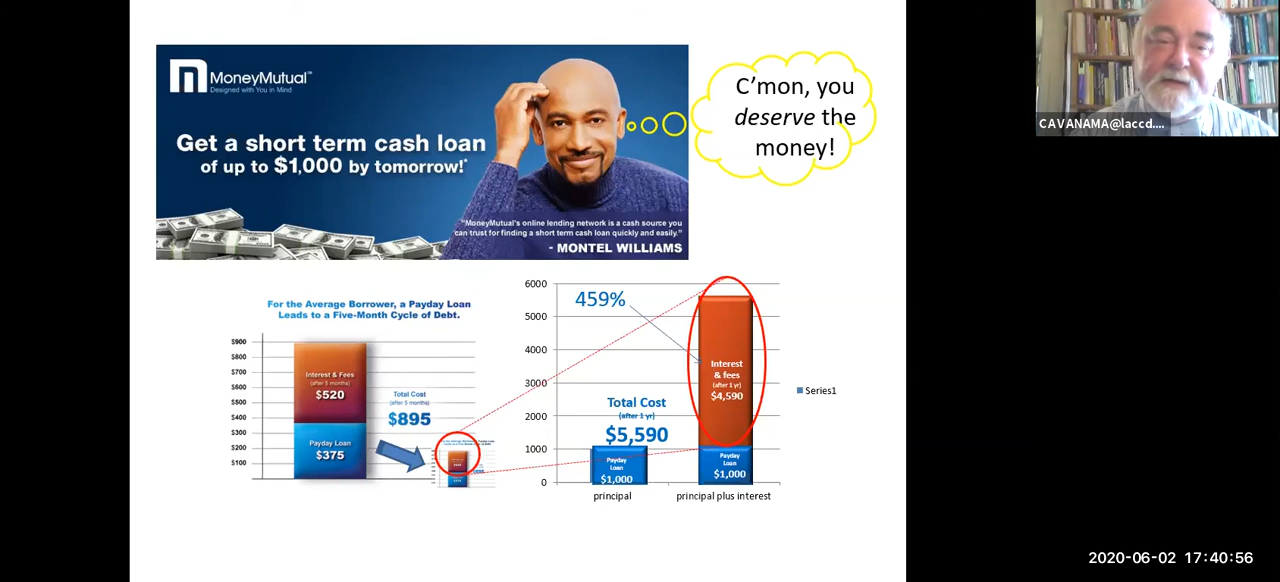 MoneyMutual™
Designed with You in Mind
Get a short term cash loan
of up to $1,000 by tomorrow!*
"MoneyMutual's online lending network is a cash source you
can trust for finding a short term cash loan quickly and easily."
- MONTEL WILLIAMS
C'mon, you
deserve the
money!
CAVANAMA@laccd....
For the Average Borrower, a Payday Loan
Leads to a Five-Month Cycle of Debt.
$900
$800
$700
$600
$500
$400
$300
$200
$100
Interest & Fees
(after 5 months)
$520
Payday Loan
$375
Total Cost
(after 5 months)
$895
6000
5000
4000
3000
2000
1000
0
459%
Total Cost
(after 1 yr)
$5,590
Payday
Loan
$1,000
Interest
& fees
(after 1 yr)
$4,590
Payday
Loan
$1,000
principal
principal plus interest
Series1
2020-06-02 17:40:56